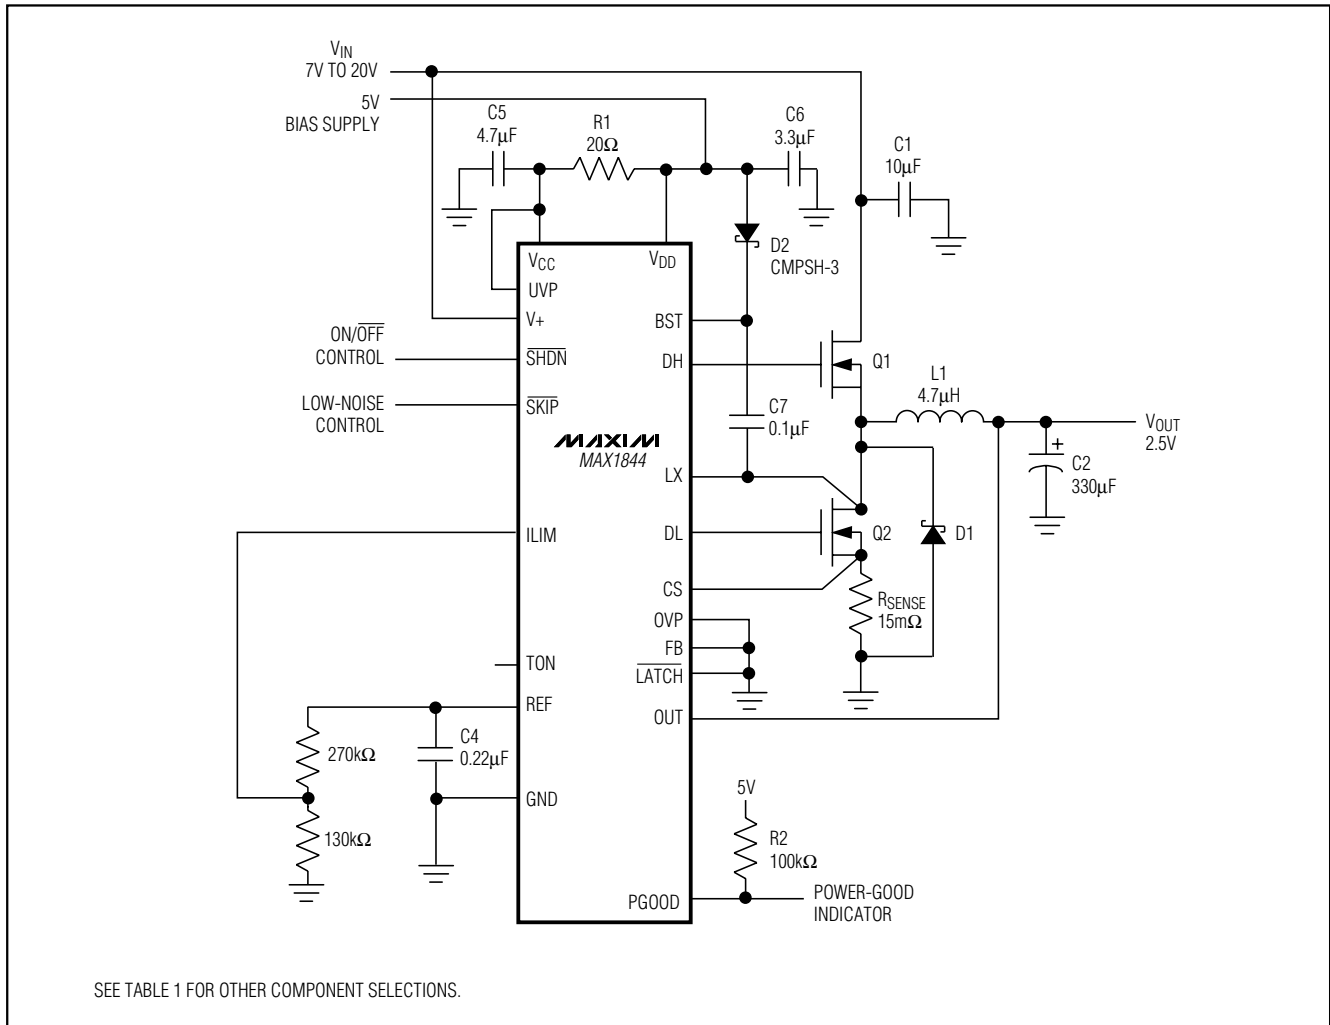 VIN
7V TO 20V
5V
BIAS SUPPLY
C5
4.7μF
R1
20Ω
C6
3.3μF
C1
10μF
D2
CMPSH-3
VCC
VDD
UVP
V+
BST
ON/OFF
CONTROL
SHDN
DH
Q1
L1
4.7μH
LOW-NOISE
CONTROL
SKIP
C7
0.1μF
VOUT
2.5V
MAXIM
MAX1844
LX
+
C2
330μF
ILIM
DL
Q2
D1
CS
RSENSE
15mΩ
OVP
FB
TON
LATCH
REF
OUT
270kΩ
C4
0.22μF
GND
5V
130kΩ
R2
100kΩ
PGOOD
POWER-GOOD
INDICATOR
SEE TABLE 1 FOR OTHER COMPONENT SELECTIONS.